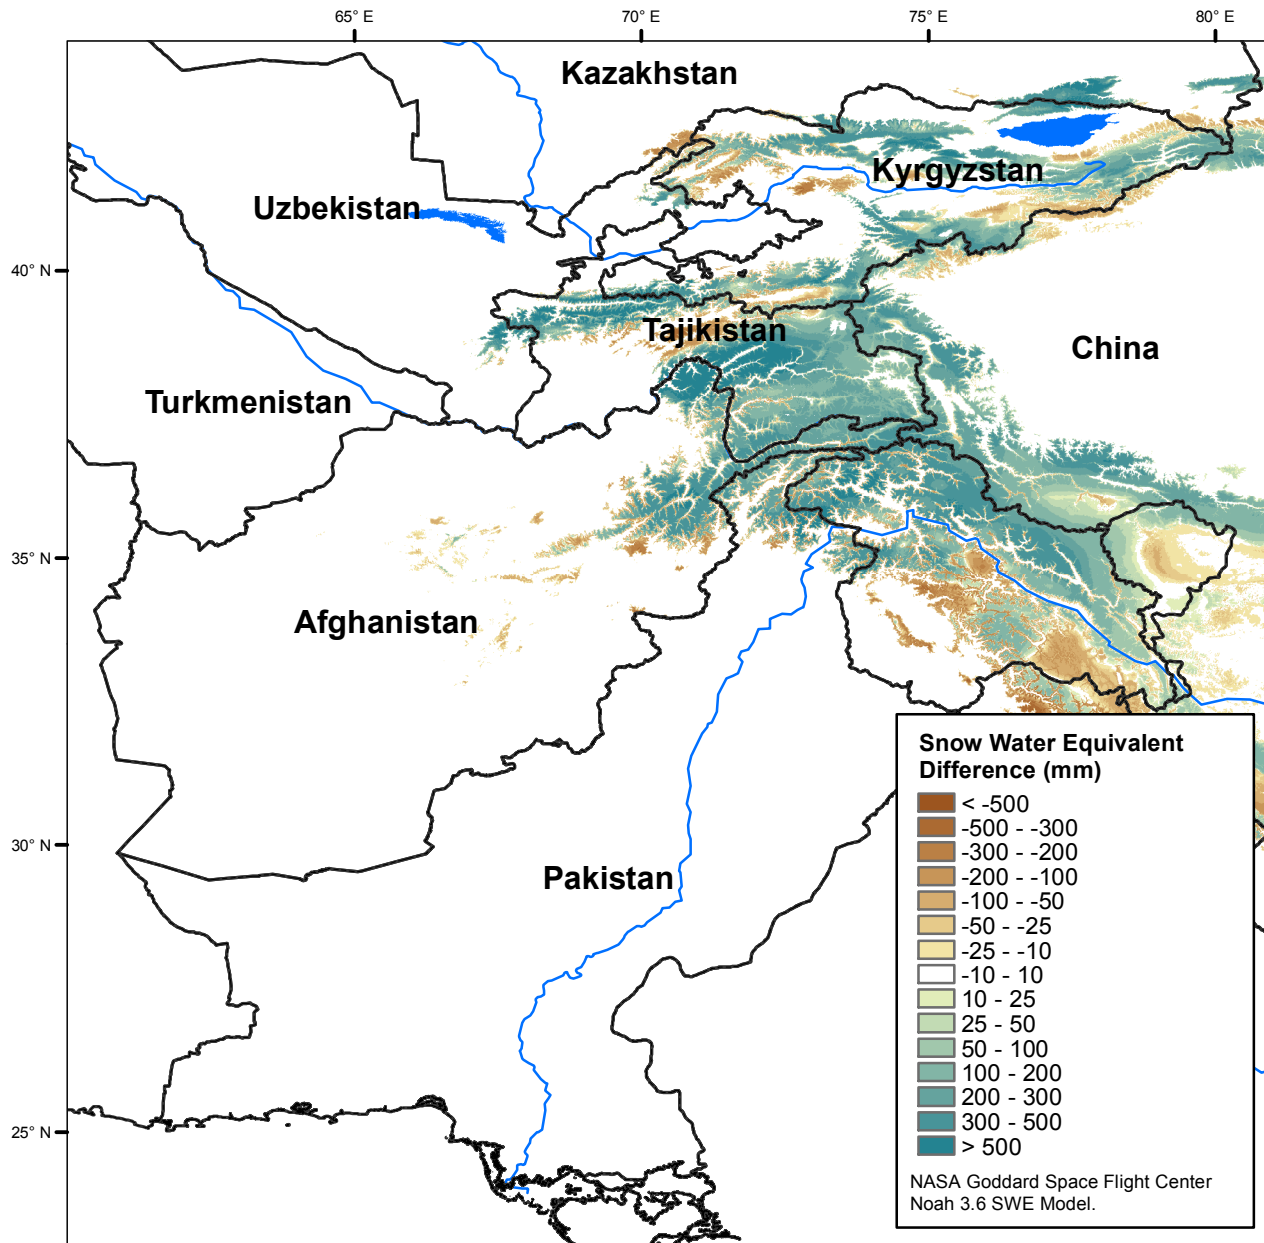 65° E
70° E
75° E
80° E
Kazakhstan
Kyrgyzstan
Uzbekistan
40° N
Tajikistan
China
Turkmenistan
35° N
Afghanistan
Snow Water Equivalent
Difference (mm)
< -500
-500 - -300
-300 - -200
-200 - -100
-100 - -50
-50 - -25
-25 - -10
-10 - 10
10 - 25
25 - 50
50 - 100
100 - 200
200 - 300
300 - 500
> 500
30° N
Pakistan
25° N
NASA Goddard Space Flight Center
Noah 3.6 SWE Model.